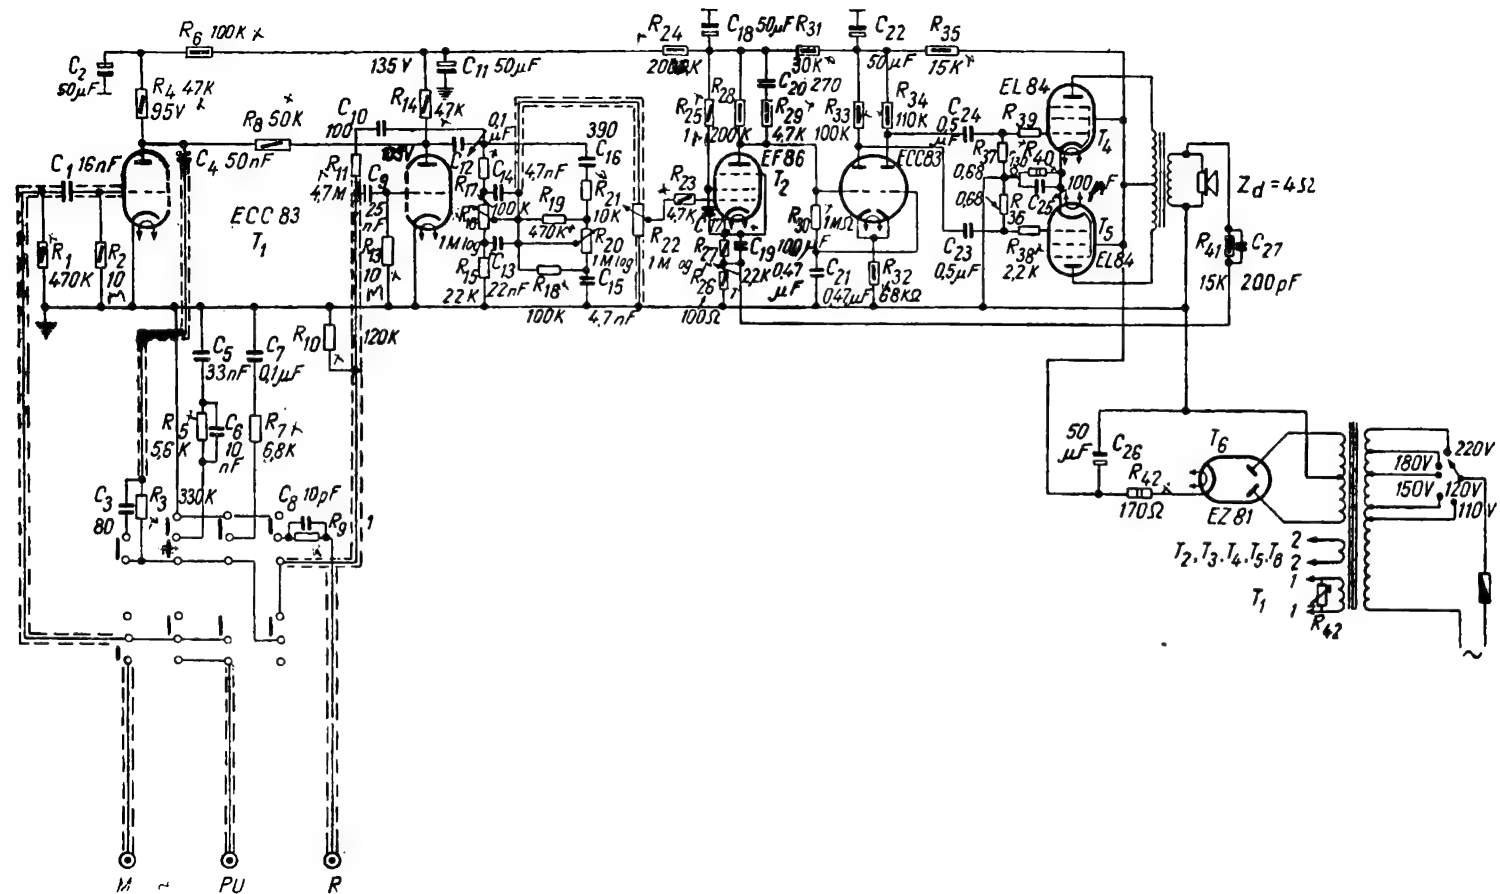 R6 100K
C2
50µF
R4 47K
95V
R8 50K
C1 16nF
C4
50nF
ECC 83
T1
R1
470K
R2
10
M
135V
C11 50µF
R14
47K
C10
100
R11
4,7M
C9
25
nF
R13
10
M
C12
0,1
µF
R17
C14
4,7nF
100K
R16
1M log
C13
22nF
R15
22K
390
C16
R19
470K
R21
10K
R20
1M log
R18
100K
C15
4,7nF
R22
R23
4,7K
R24
C18 50µF
R31
30K
C20 270
R25
R28
200K
R29
4,7K
EF86
T2
C17
R27
C19
R26
22K
100Ω
R30
1MΩ
100µF
0,47
µF
C21
0,47µF
C22
50µF
R35
15K
R33
100K
R34
110K
ECC83
R32
68KΩ
C24
0,5
µF
C23
0,5µF
EL 84
R39
T4
R37
R40
0,68
0,68
100µF
C25
R
36
R38
2,2K
T5
EL84
Zd = 4Ω
R41
15K
C27
200pF
R10
120K
C5
33nF
C7
0,1µF
R
5
5,6K
C6
10
nF
R7
6,8K
C3
80
R3
330K
C8 10pF
R9
1
50
µF
C26
R42
170Ω
T6
EZ 81
220V
180V
150V
120V
110V
T2, T3, T4, T5, T6
2
2
T1
1
1
R42
~
M
~
PU
R